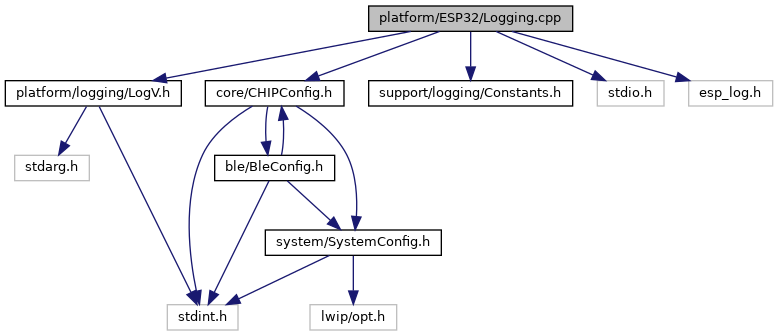 platform/ESP32/Logging.cpp
platform/logging/LogV.h
core/CHIPConfig.h
support/logging/Constants.h
stdio.h
esp_log.h
stdarg.h
ble/BleConfig.h
system/SystemConfig.h
stdint.h
lwip/opt.h